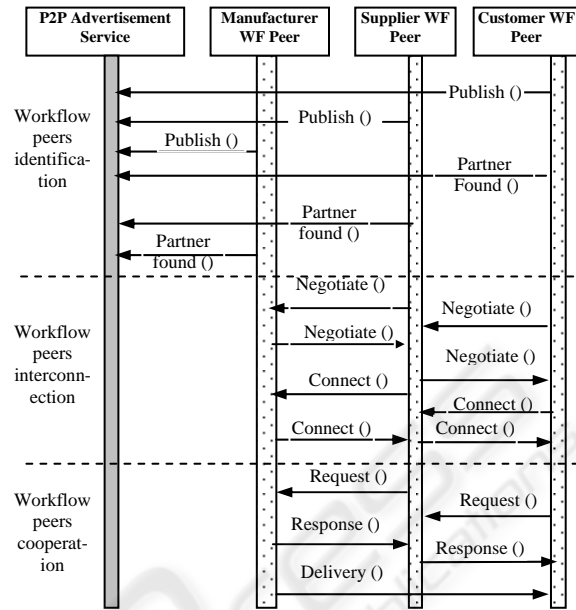 P2P Advertisement
Service
Manufacturer
WF Peer
Supplier WF
Peer
Customer WF
Peer
Workflow
peers
identifica-
tion
Publish ()
Publish ()
Publish ()
Partner
Found ()
Partner
found ()
Partner
found ()
Workflow
peers
interconn-
ection
Negotiate ()
Negotiate ()
Negotiate ()
Negotiate ()
Connect ()
Connect ()
Connect ()
Connect ()
Workflow
peers
cooperat-
ion
Request ()
Request ()
Response ()
Response ()
Delivery ()